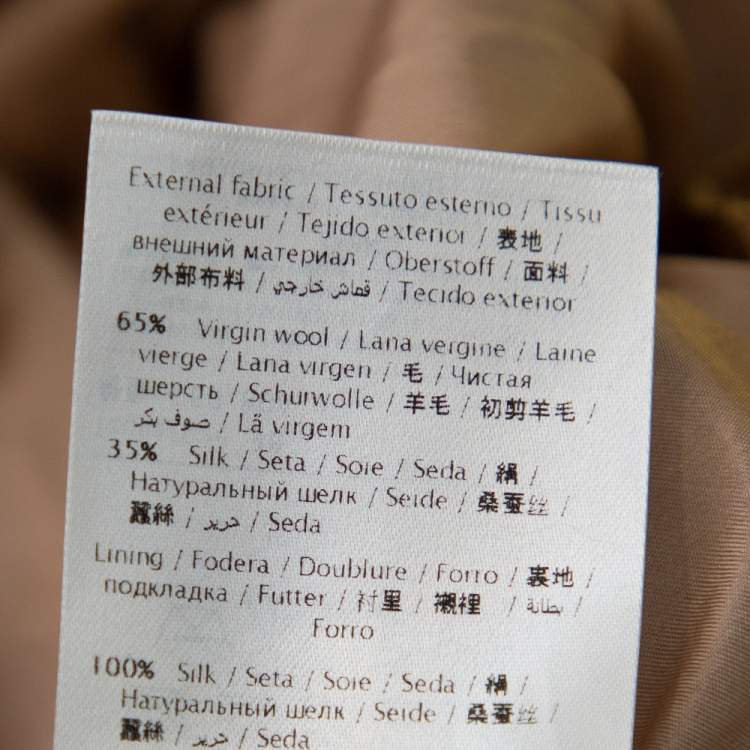 External fabric / Tessuto esterno / Tissu
extérieur / Tejido exterior / 表地 /
внешний материал / Oberstoff / 面料 /
外部布料 / قماش خارجي / Tecido exterior
65% Virgin wool / Lana vergine / Laine
vierge / Lana virgen / 毛 / Чистая
шерсть / Schurwolle / 羊毛 / 初剪羊毛 /
صوف بكر / Lã virgem
35% Silk / Seta / Soie / Seda / 絹 /
Натуральный шелк / Seide / 桑蚕丝 /
蠶絲 / حرير / Seda
Lining / Fodera / Doublure / Forro / 裏地 /
подкладка / Futter / 衬里 / 襯裡 / بطانة /
Forro
100% Silk / Seta / Soie / Seda / 絹 /
Натуральный шелк / Seide / 桑蚕丝 /
蠶絲 / حرير / Seda